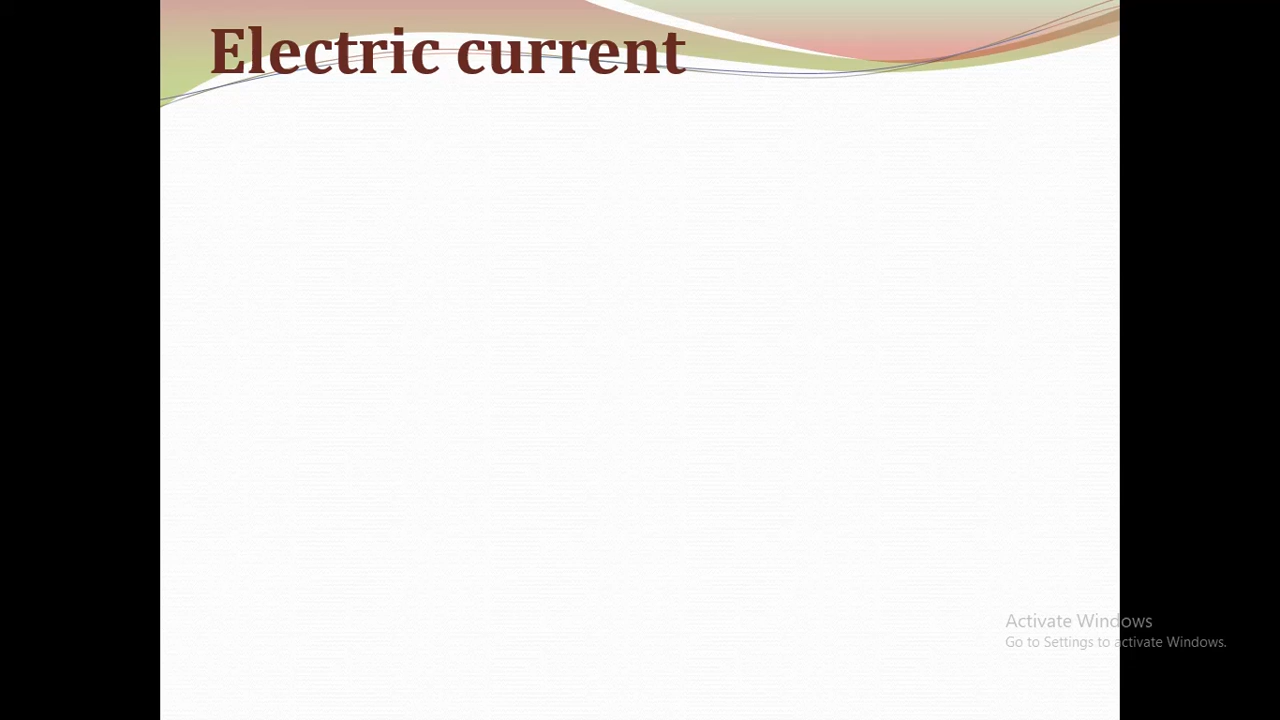 Electric current
Activate Windows
Go to Settings to activate Windows.